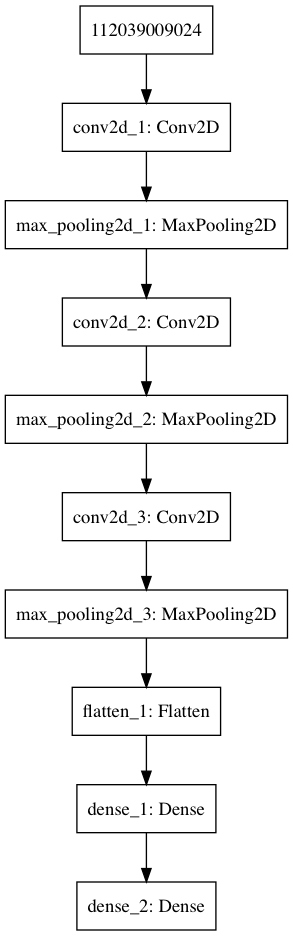 112039009024
conv2d_1: Conv2D
max_pooling2d_1: MaxPooling2D
conv2d_2: Conv2D
max_pooling2d_2: MaxPooling2D
conv2d_3: Conv2D
max_pooling2d_3: MaxPooling2D
flatten_1: Flatten
dense_1: Dense
dense_2: Dense